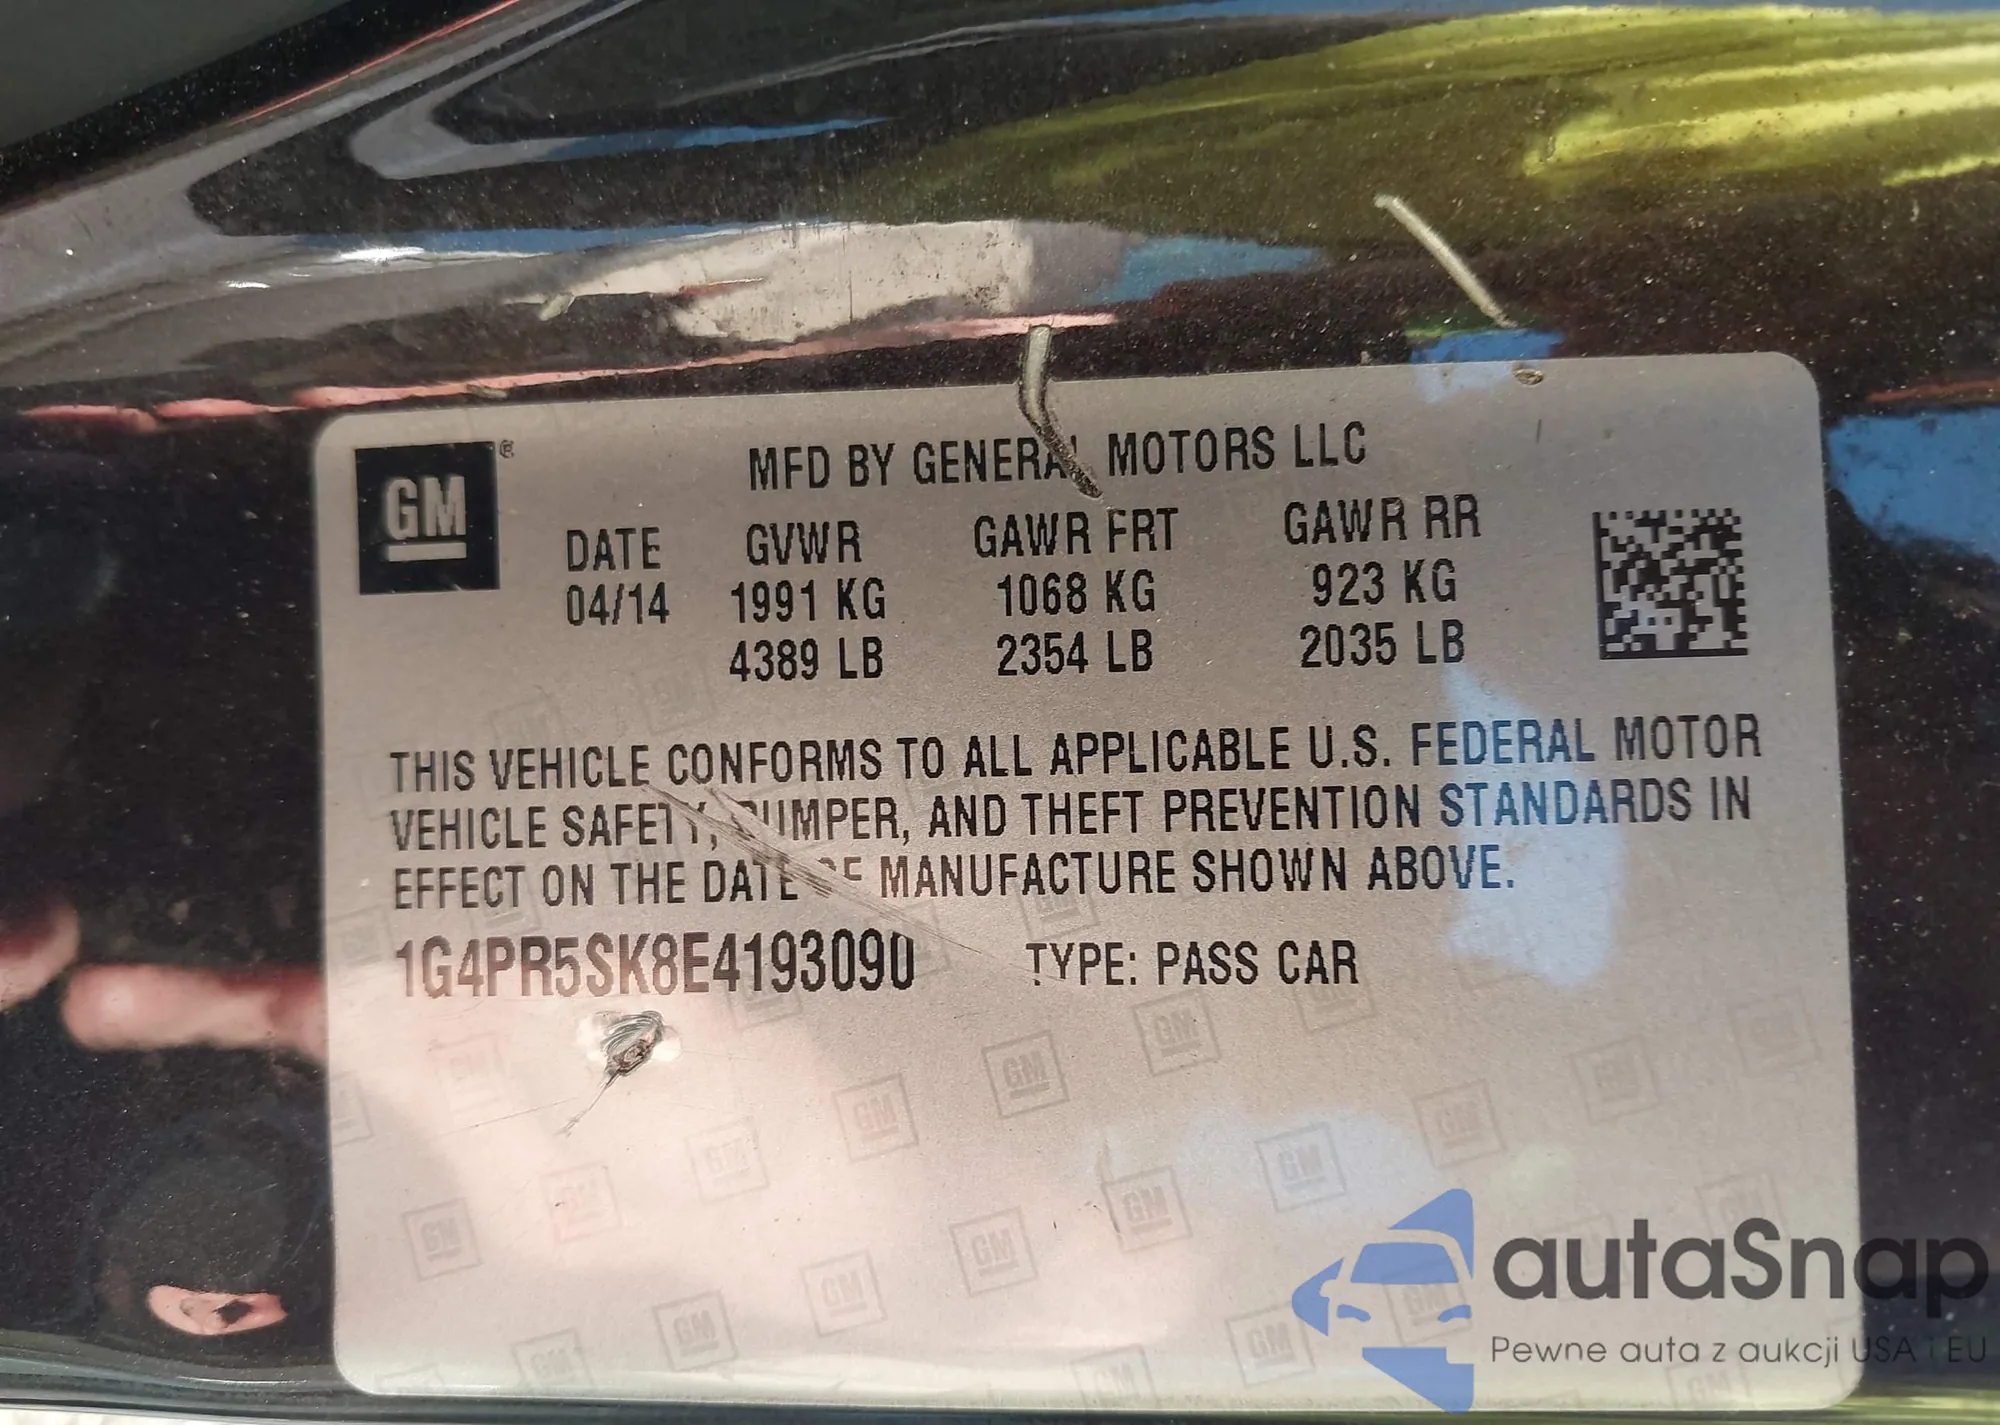 GM ®
MFD BY GENERAL MOTORS LLC
DATE GVWR GAWR FRT GAWR RR
04/14 1991 KG 1068 KG 923 KG
4389 LB 2354 LB 2035 LB
THIS VEHICLE CONFORMS TO ALL APPLICABLE U.S. FEDERAL MOTOR
VEHICLE SAFETY, BUMPER, AND THEFT PREVENTION STANDARDS IN
EFFECT ON THE DATE OF MANUFACTURE SHOWN ABOVE.
1G4PR5SK8E4193090 TYPE: PASS CAR
autaSnap
Pewne auta z aukcji USA i EU